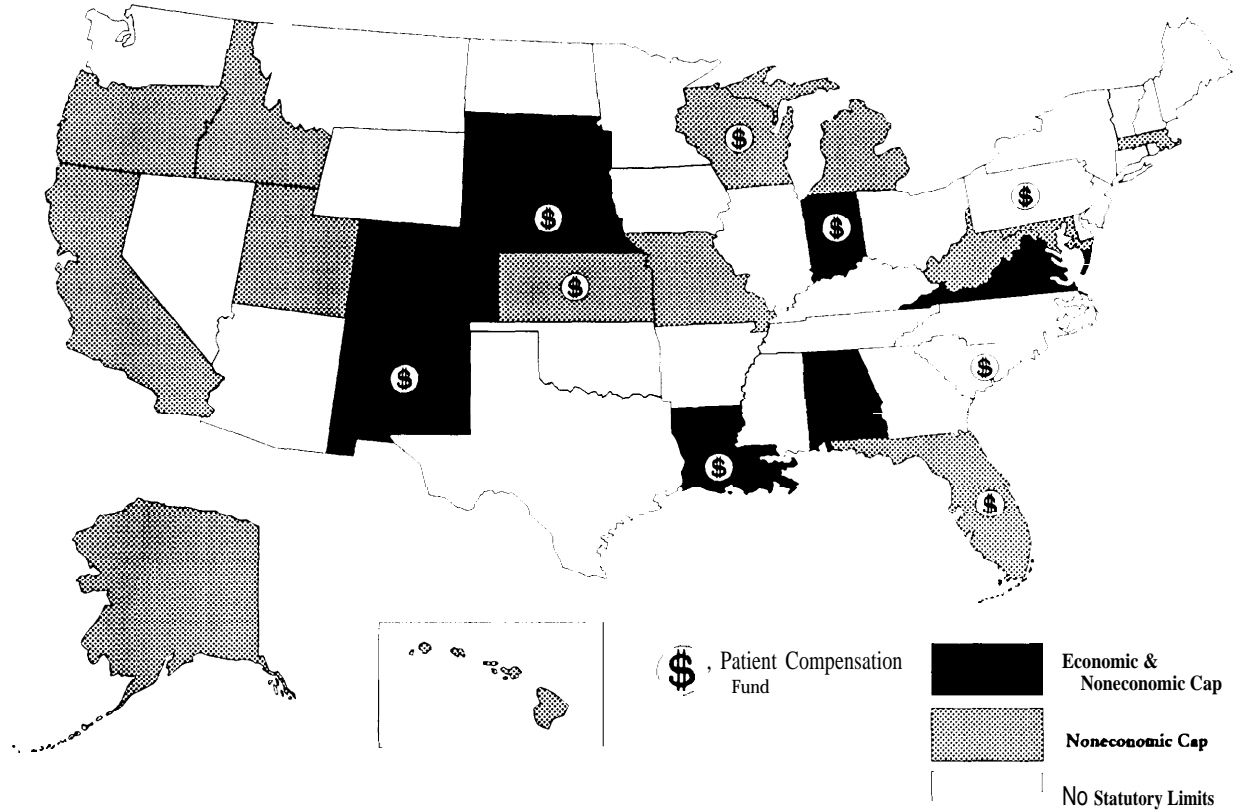 $
$
$
$
$
$
$
$
$
$ , Patient Compensation
Fund
Economic &
Noneconomic Cap
Noneconomic Cap
No Statutory Limits